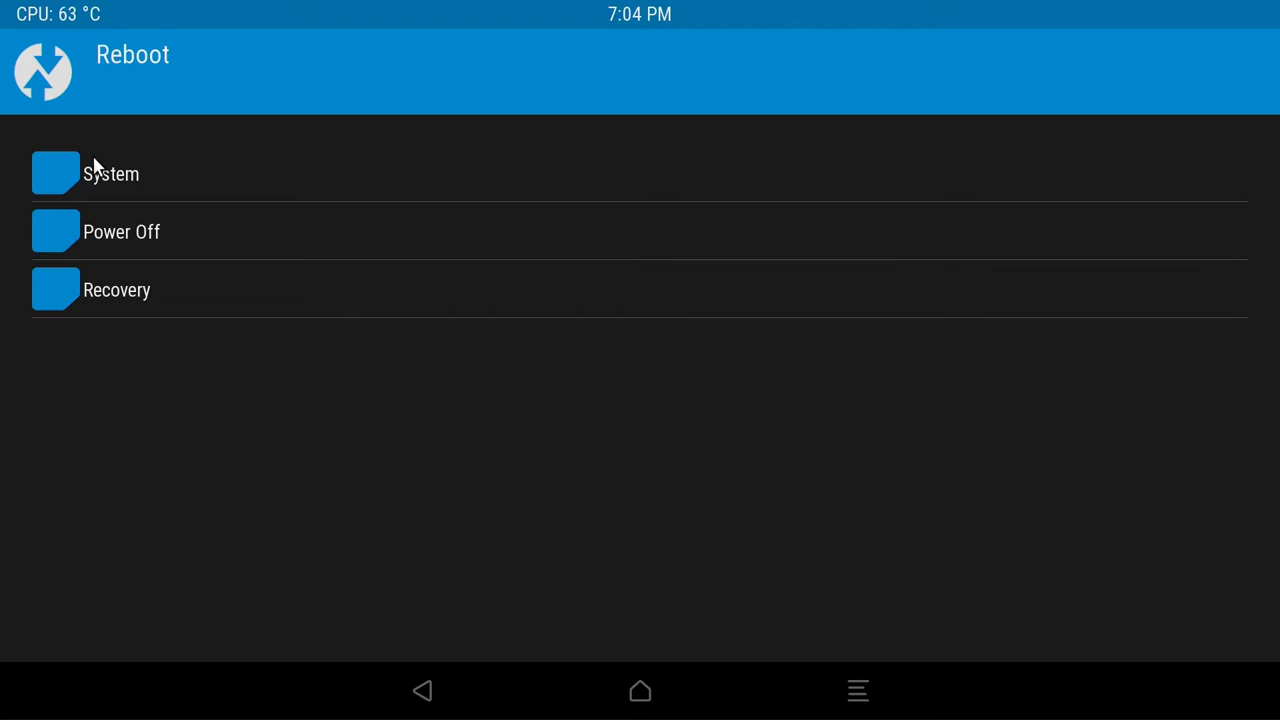 CPU: 63 °C
7:04 PM
Reboot
System
Power Off
Recovery